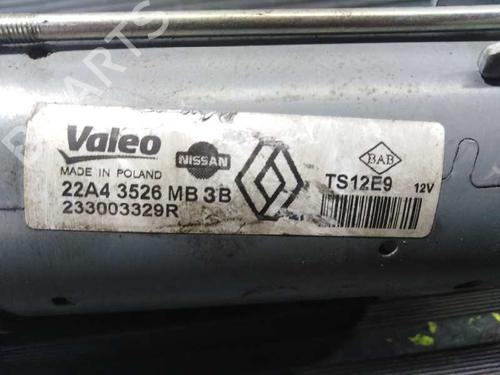 Valeo
NISSAN
BAB
MADE IN POLAND
22A4 3526 MB 3B
TS12E9
12V
233003329R